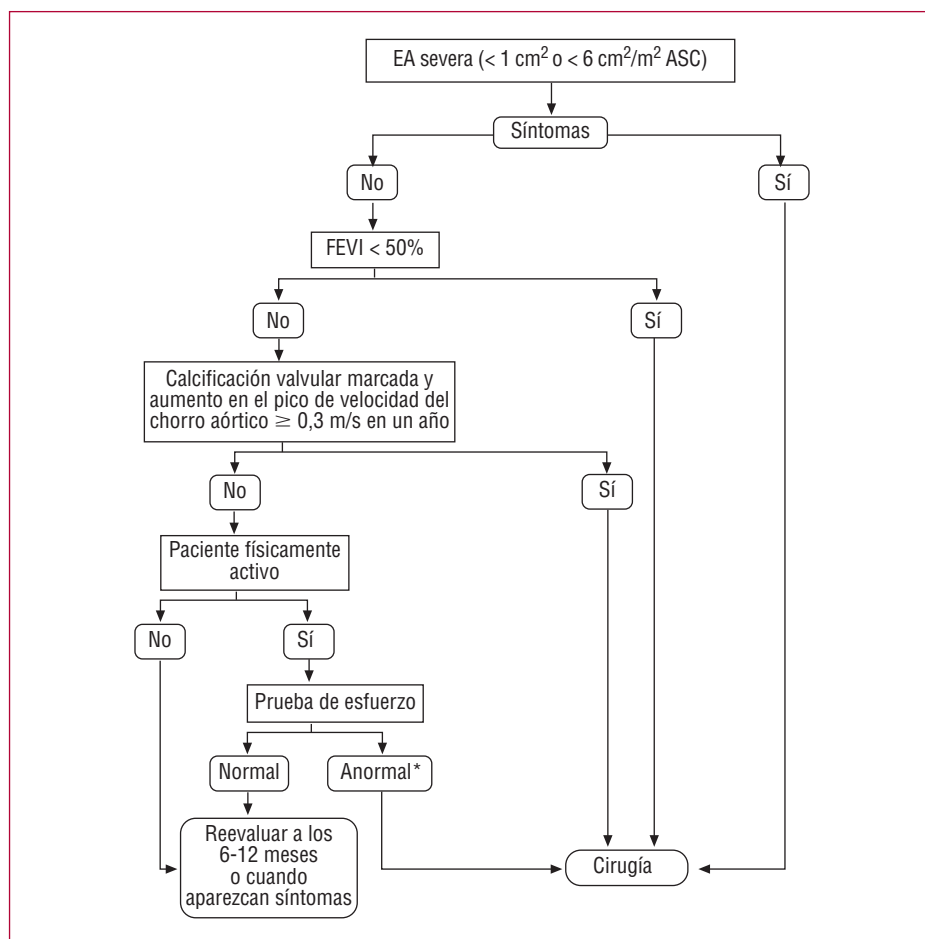 EA severa (< 1 cm² o < 6 cm²/m² ASC)
Síntomas
No
Sí
FEVI < 50%
No
Sí
Calcificación valvular marcada y
aumento en el pico de velocidad del
chorro aórtico ≥ 0,3 m/s en un año
No
Sí
Paciente físicamente
activo
No
Sí
Prueba de esfuerzo
Normal
Anormal*
Reevaluar a los
6-12 meses
o cuando
aparezcan síntomas
Cirugía